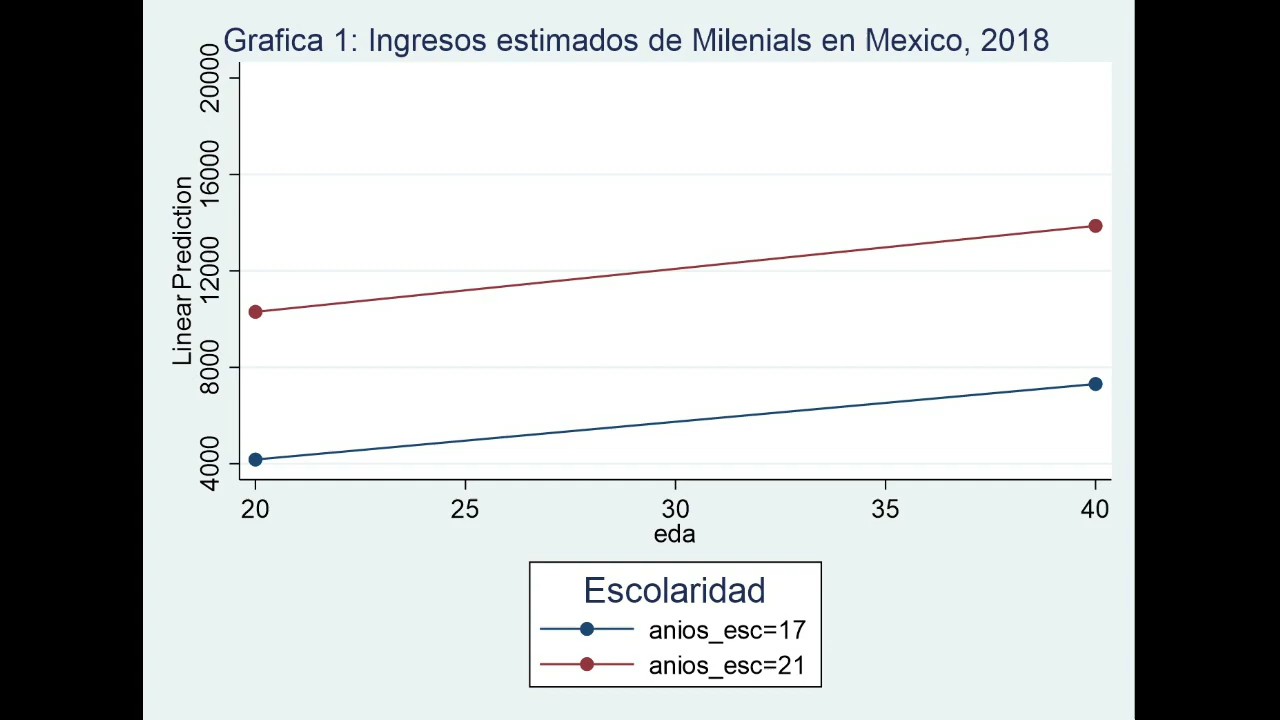 Grafica 1: Ingresos estimados de Milenials en Mexico, 2018
Linear Prediction
20000
16000
12000
8000
4000
20 25 30 35 40
eda
Escolaridad
anios_esc=17
anios_esc=21